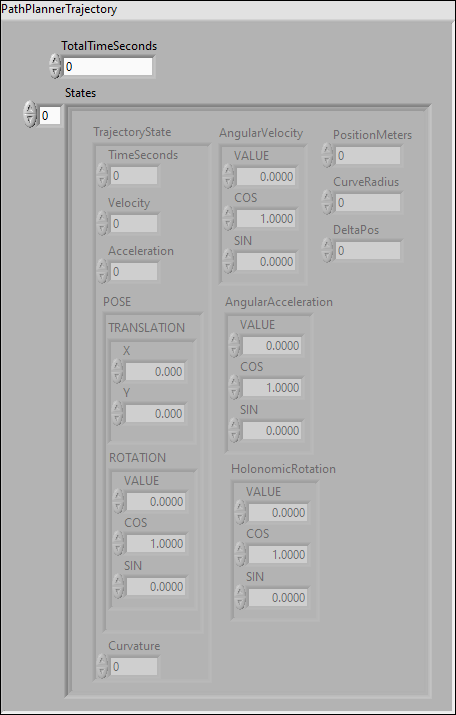 PathPlannerTrajectory
TotalTimeSeconds
0
States
0
TrajectoryState
TimeSeconds
0
Velocity
0
Acceleration
0
POSE
TRANSLATION
X
0.000
Y
0.000
ROTATION
VALUE
0.0000
COS
1.0000
SIN
0.0000
Curvature
0
AngularVelocity
VALUE
0.0000
COS
1.0000
SIN
0.0000
AngularAcceleration
VALUE
0.0000
COS
1.0000
SIN
0.0000
HolonomicRotation
VALUE
0.0000
COS
1.0000
SIN
0.0000
PositionMeters
0
CurveRadius
0
DeltaPos
0